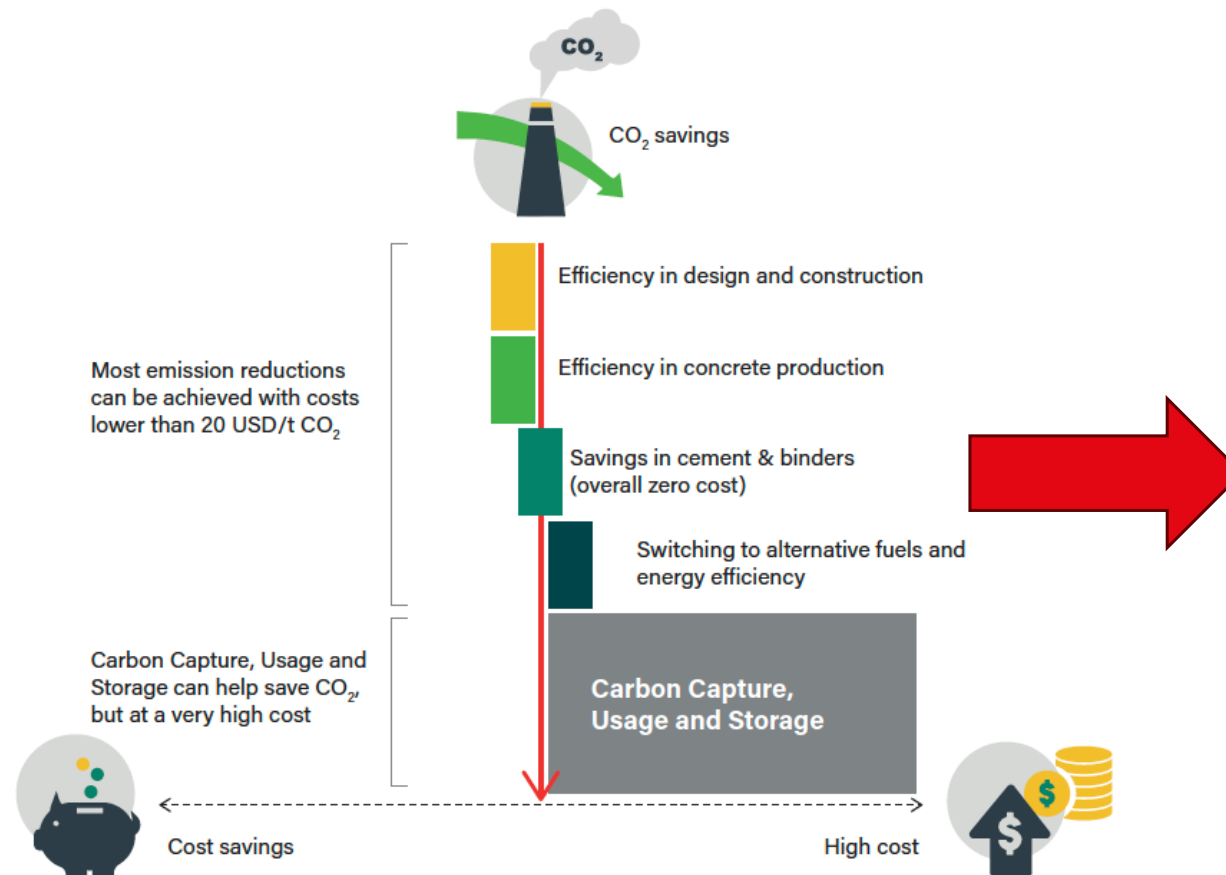 CO₂
CO₂ savings
Efficiency in design and construction
Efficiency in concrete production
Most emission reductions
can be achieved with costs
lower than 20 USD/t CO₂
Savings in cement & binders
(overall zero cost)
Switching to alternative fuels and
energy efficiency
Carbon Capture, Usage and
Storage can help save CO₂,
but at a very high cost
Carbon Capture,
Usage and Storage
$
$
Cost savings
High cost